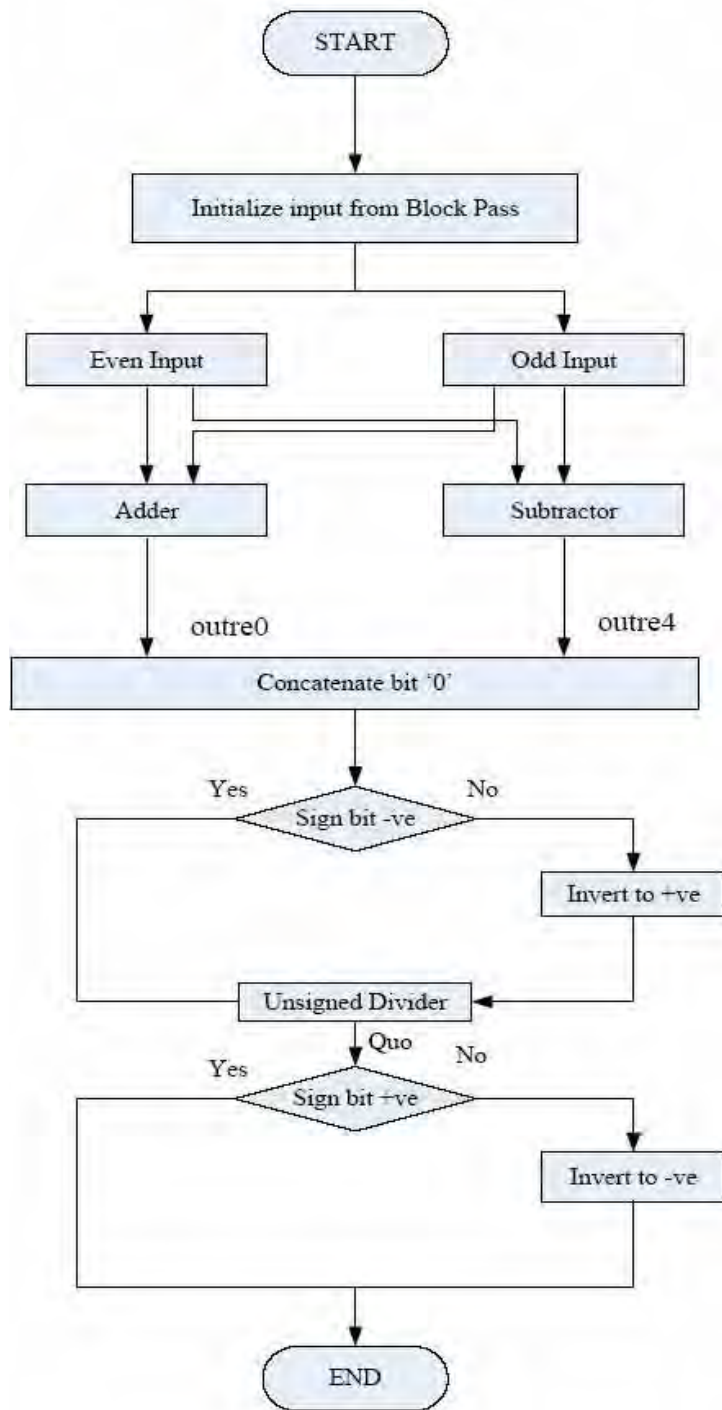 START
Initialize input from Block Pass
Even Input
Odd Input
Adder
Subtractor
outre0
outre4
Concatenate bit ‘0’
Yes
No
Sign bit -ve
Invert to +ve
Unsigned Divider
Quo
Yes
No
Sign bit +ve
Invert to -ve
END